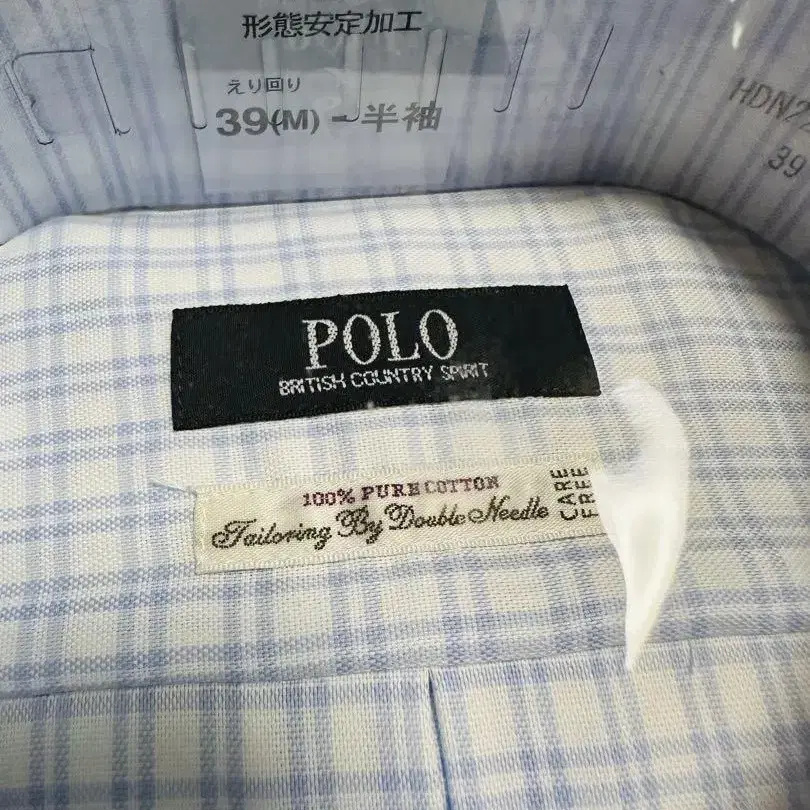 形態安定加工
えり回り
39(M) - 半袖
39
POLO
BRITISH COUNTRY SPIRIT
100% PURE COTTON
Tailoring By Double Needle
CARE
FREE